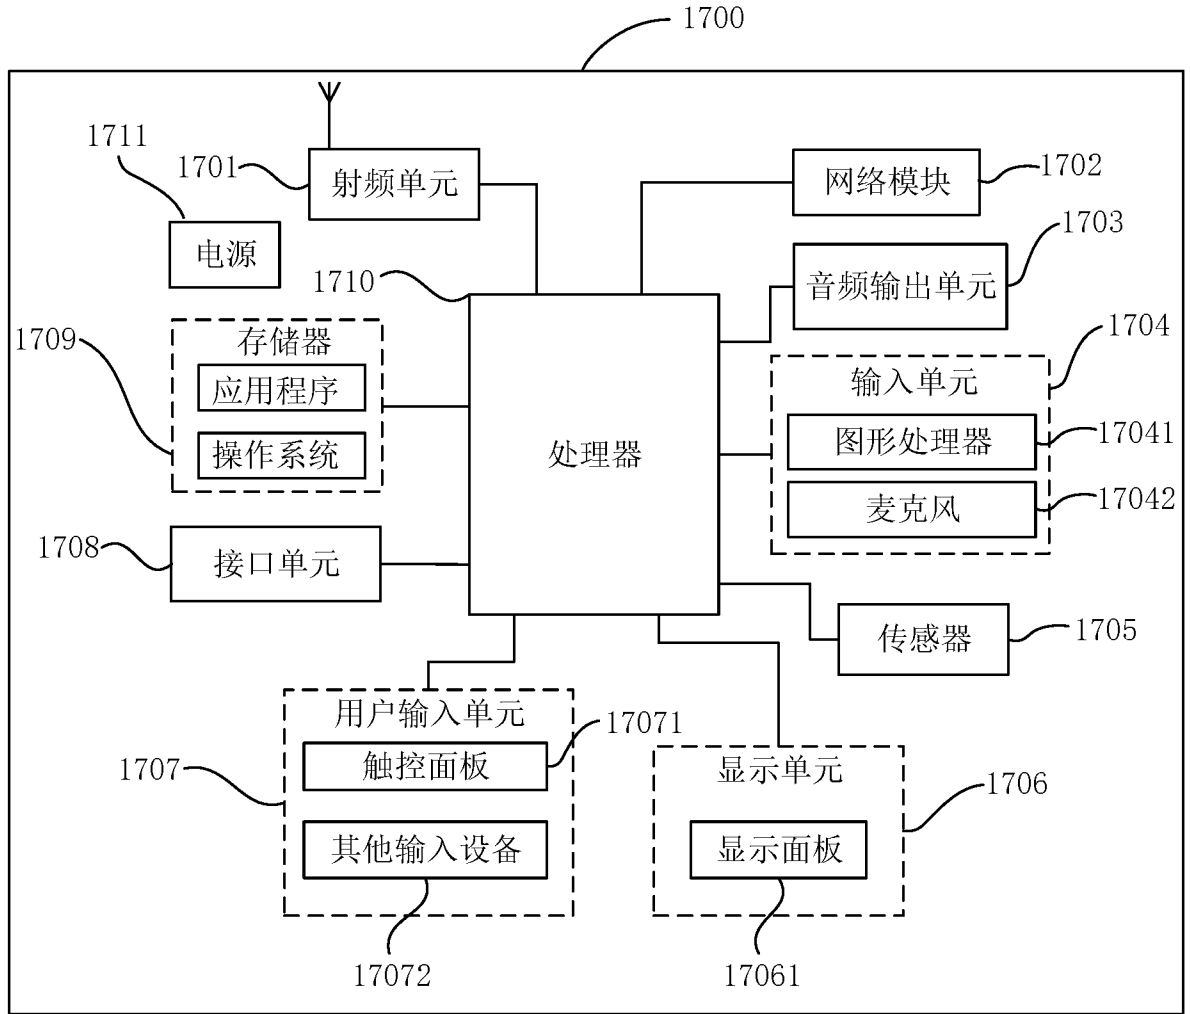 1700
1711
1701
射频单元
网络模块
1702
电源
1710
音频输出单元
1703
1709
存储器
应用程序
操作系统
处理器
1704
输入单元
图形处理器
17041
麦克风
17042
1708
接口单元
传感器
1705
用户输入单元
17071
1707
触控面板
其他输入设备
17072
显示单元
1706
显示面板
17061